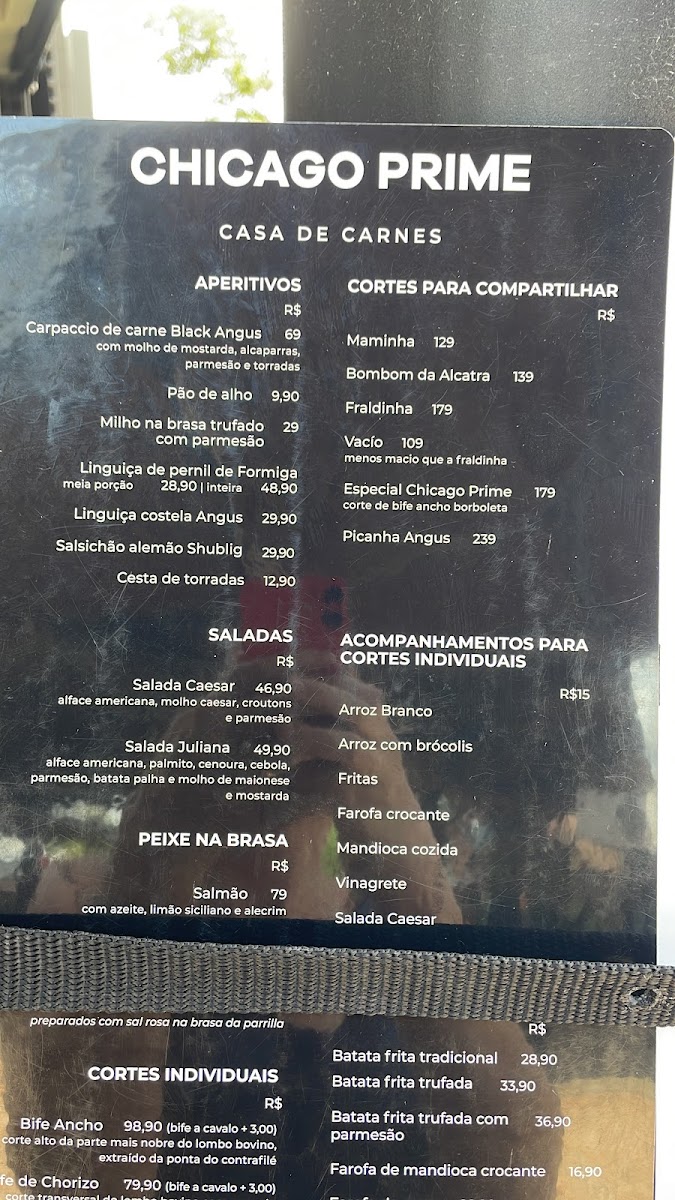 CHICAGO PRIME
CASA DE CARNES
APERITIVOS
R$
Carpaccio de carne Black Angus 69
com molho de mostarda, alcaparras,
parmesão e torradas
Pão de alho 9,90
Milho na brasa trufado 29
com parmesão
Linguiça de pernil de Formiga
meia porção 28,90 | inteira 48,90
Linguiça costela Angus 29,90
Salsichão alemão Shublig 29,90
Cesta de torradas 12,90
SALADAS
R$
Salada Caesar 46,90
alface americana, molho caesar, croutons
e parmesão
Salada Juliana 49,90
alface americana, palmito, cenoura, cebola,
parmesão, batata palha e molho de maionese
e mostarda
PEIXE NA BRASA
R$
Salmão 79
com azeite, limão siciliano e alecrim
preparados com sal rosa na brasa da parrilla
CORTES INDIVIDUAIS
R$
Bife Ancho 98,90 (bife a cavalo + 3,00)
corte alto da parte mais nobre do lombo bovino,
extraído da ponta do contrafilé
fe de Chorizo 79,90 (bife a cavalo + 3,00)
corte transversal do lombo bovino
CORTES PARA COMPARTILHAR
R$
Maminha 129
Bombom da Alcatra 139
Fraldinha 179
Vacío 109
menos macio que a fraldinha
Especial Chicago Prime 179
corte de bife ancho borboleta
Picanha Angus 239
ACOMPANHAMENTOS PARA
CORTES INDIVIDUAIS
R$15
Arroz Branco
Arroz com brócolis
Fritas
Farofa crocante
Mandioca cozida
Vinagrete
Salada Caesar
R$
Batata frita tradicional 28,90
Batata frita trufada 33,90
Batata frita trufada com 36,90
parmesão
Farofa de mandioca crocante 16,90